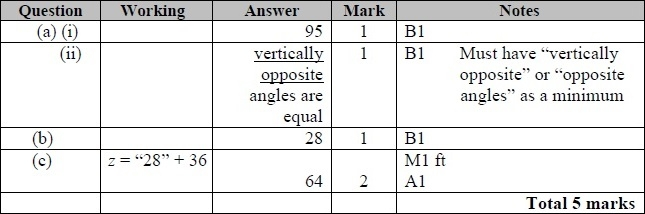 Question Working Answer Mark Notes
(a) (i) 95 1 B1
(ii) vertically 1 B1 Must have “vertically
opposite opposite” or “opposite
angles are angles” as a minimum
equal
(b) 28 1 B1
(c) z = “28” + 36 M1 ft
64 2 A1
Total 5 marks